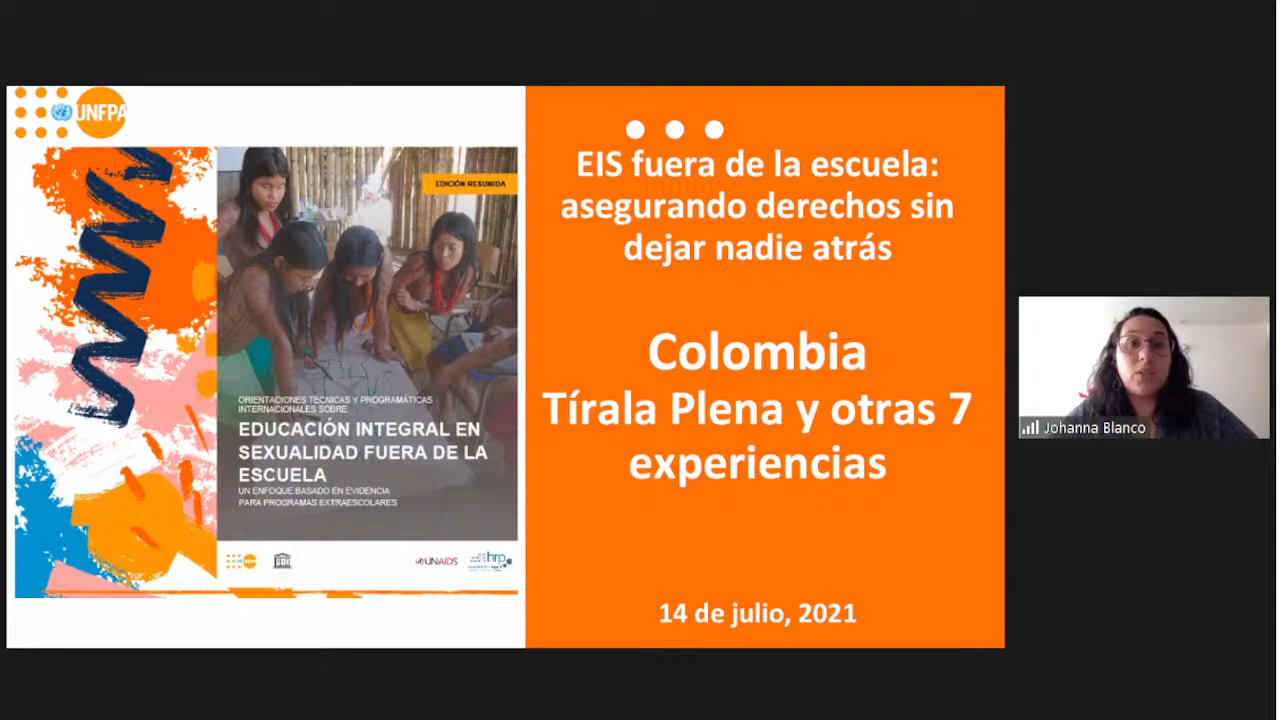 UNFPA
EDICIÓN RESUMIDA
ORIENTACIONES TÉCNICAS Y PROGRAMÁTICAS
INTERNACIONALES SOBRE
EDUCACIÓN INTEGRAL EN
SEXUALIDAD FUERA DE LA
ESCUELA
UN ENFOQUE BASADO EN EVIDENCIA
PARA PROGRAMAS EXTRAESCOLARES
UNAIDS
hrp
EIS fuera de la escuela:
asegurando derechos sin
dejar nadie atrás
Colombia
Tírala Plena y otras 7
experiencias
14 de julio, 2021
Johanna Blanco